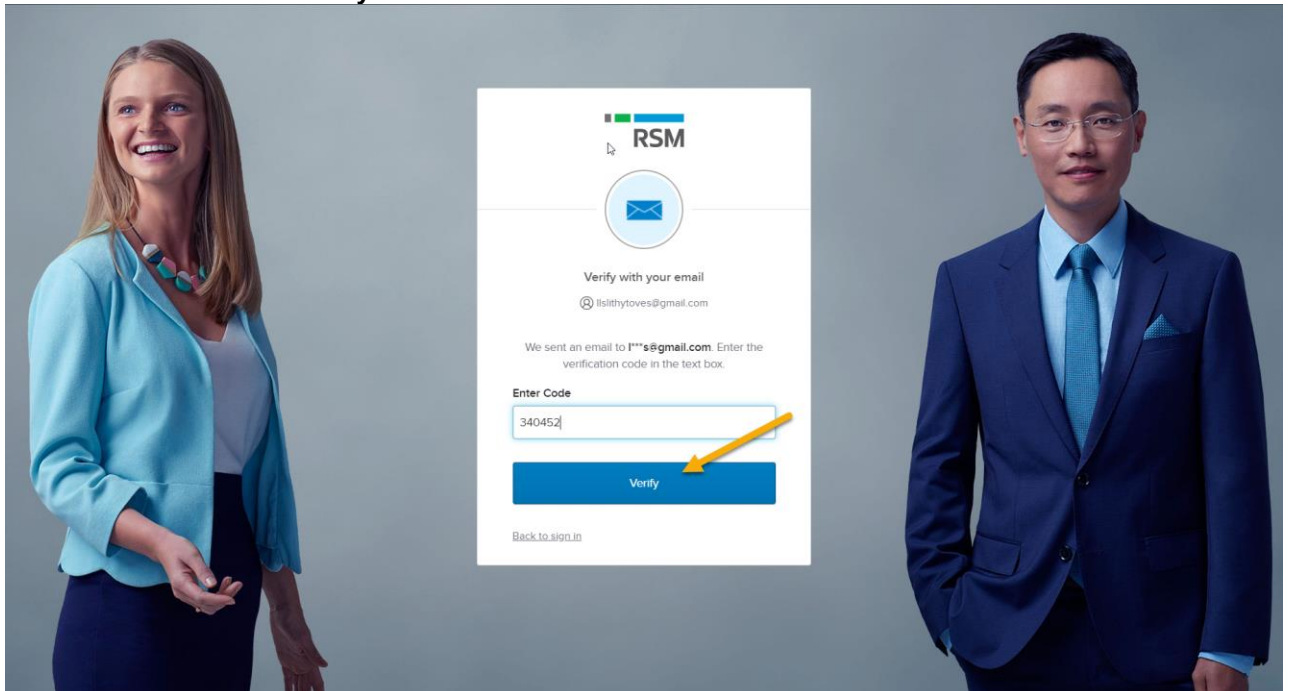 RSM
Verify with your email
llslithytoves@gmail.com
We sent an email to l***s@gmail.com. Enter the
verification code in the text box.
Enter Code
340452
Verify
Back to sign in